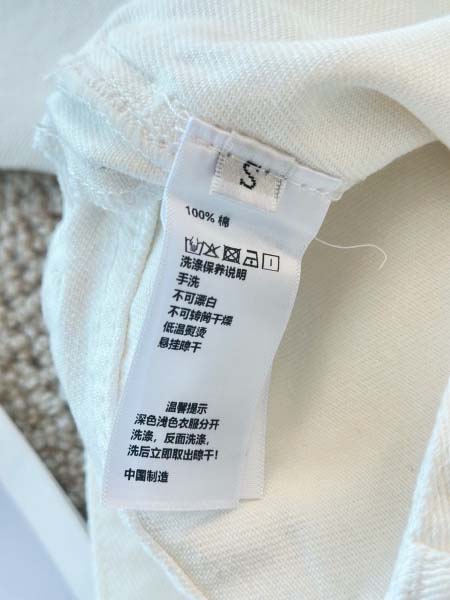 S
100% 棉
洗涤保养说明
手洗
不可漂白
不可转筒干燥
低温熨烫
悬挂晾干
温馨提示
深色浅色衣服分开
洗涤，反面洗涤，
洗后立即取出晾干！
中国制造